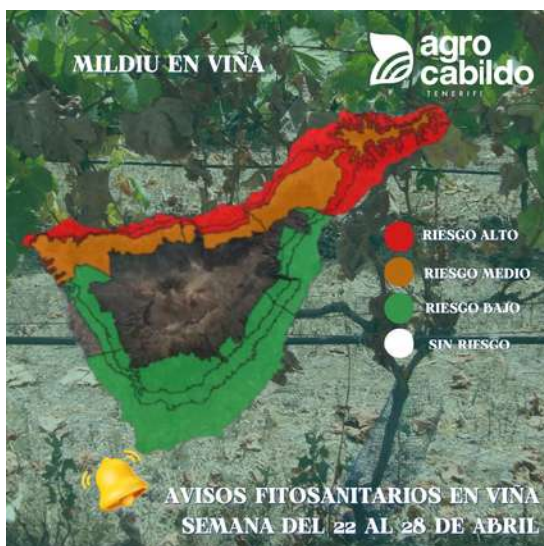 MILDIU EN VIÑA
agro
cabildo
TENERIFE
RIESGO ALTO
RIESGO MEDIO
RIESGO BAJO
SIN RIESGO
AVISOS FITOSANITARIOS EN VIÑA
SEMANA DEL 22 AL 28 DE ABRIL